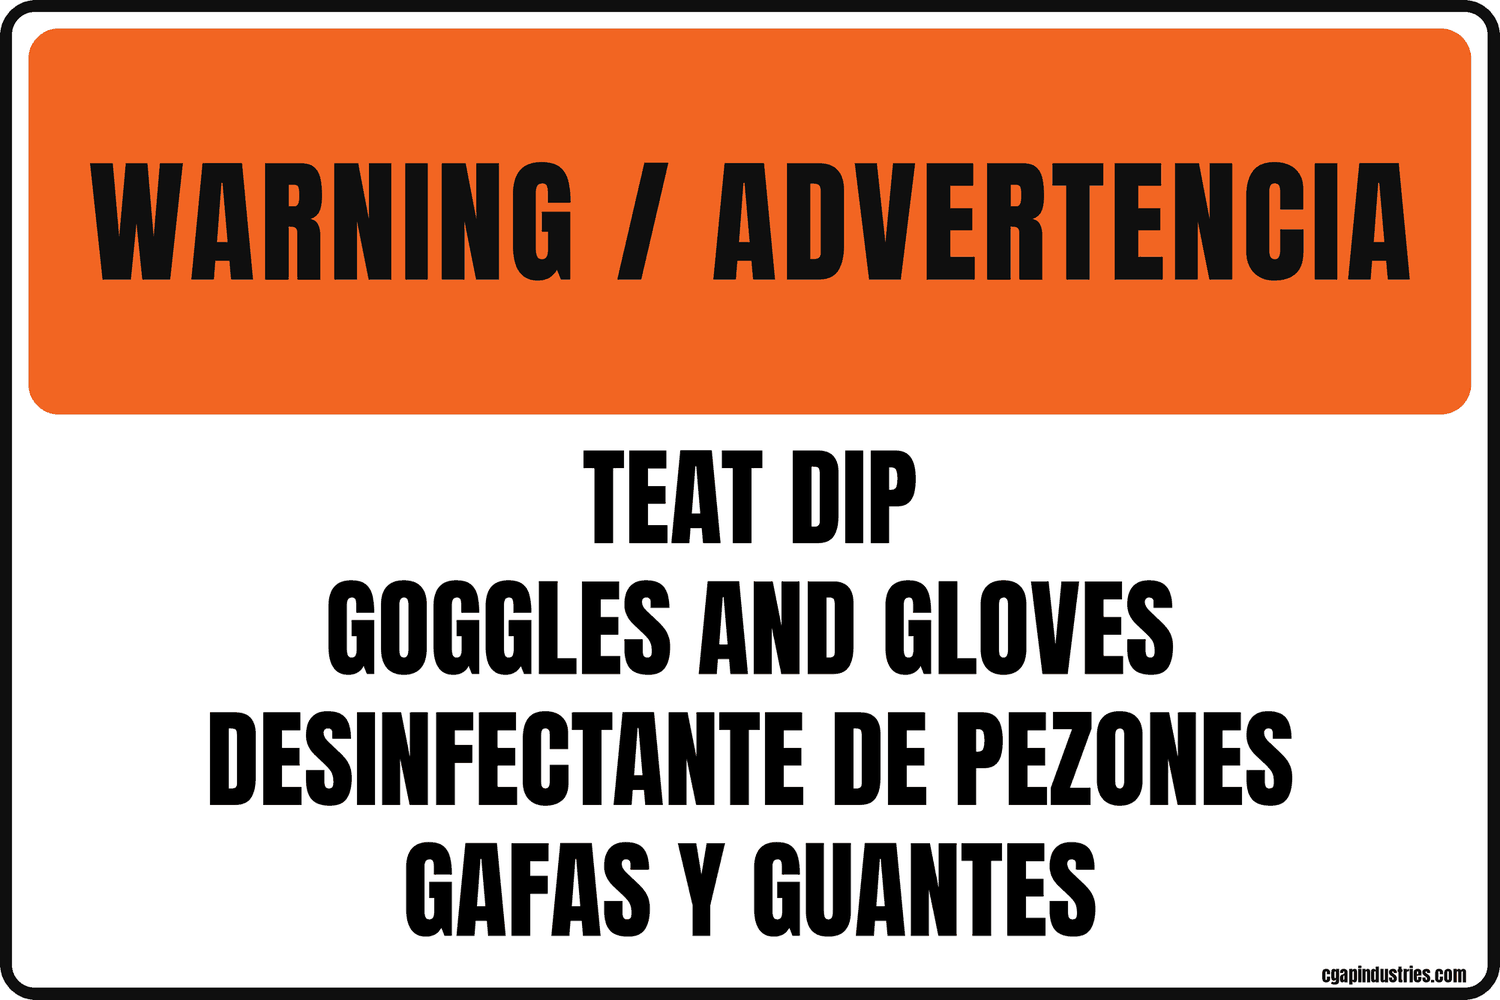 WARNING / ADVERTENCIA
TEAT DIP
GOGGLES AND GLOVES
DESINFECTANTE DE PEZONES
GAFAS Y GUANTES
cgapindustries.com